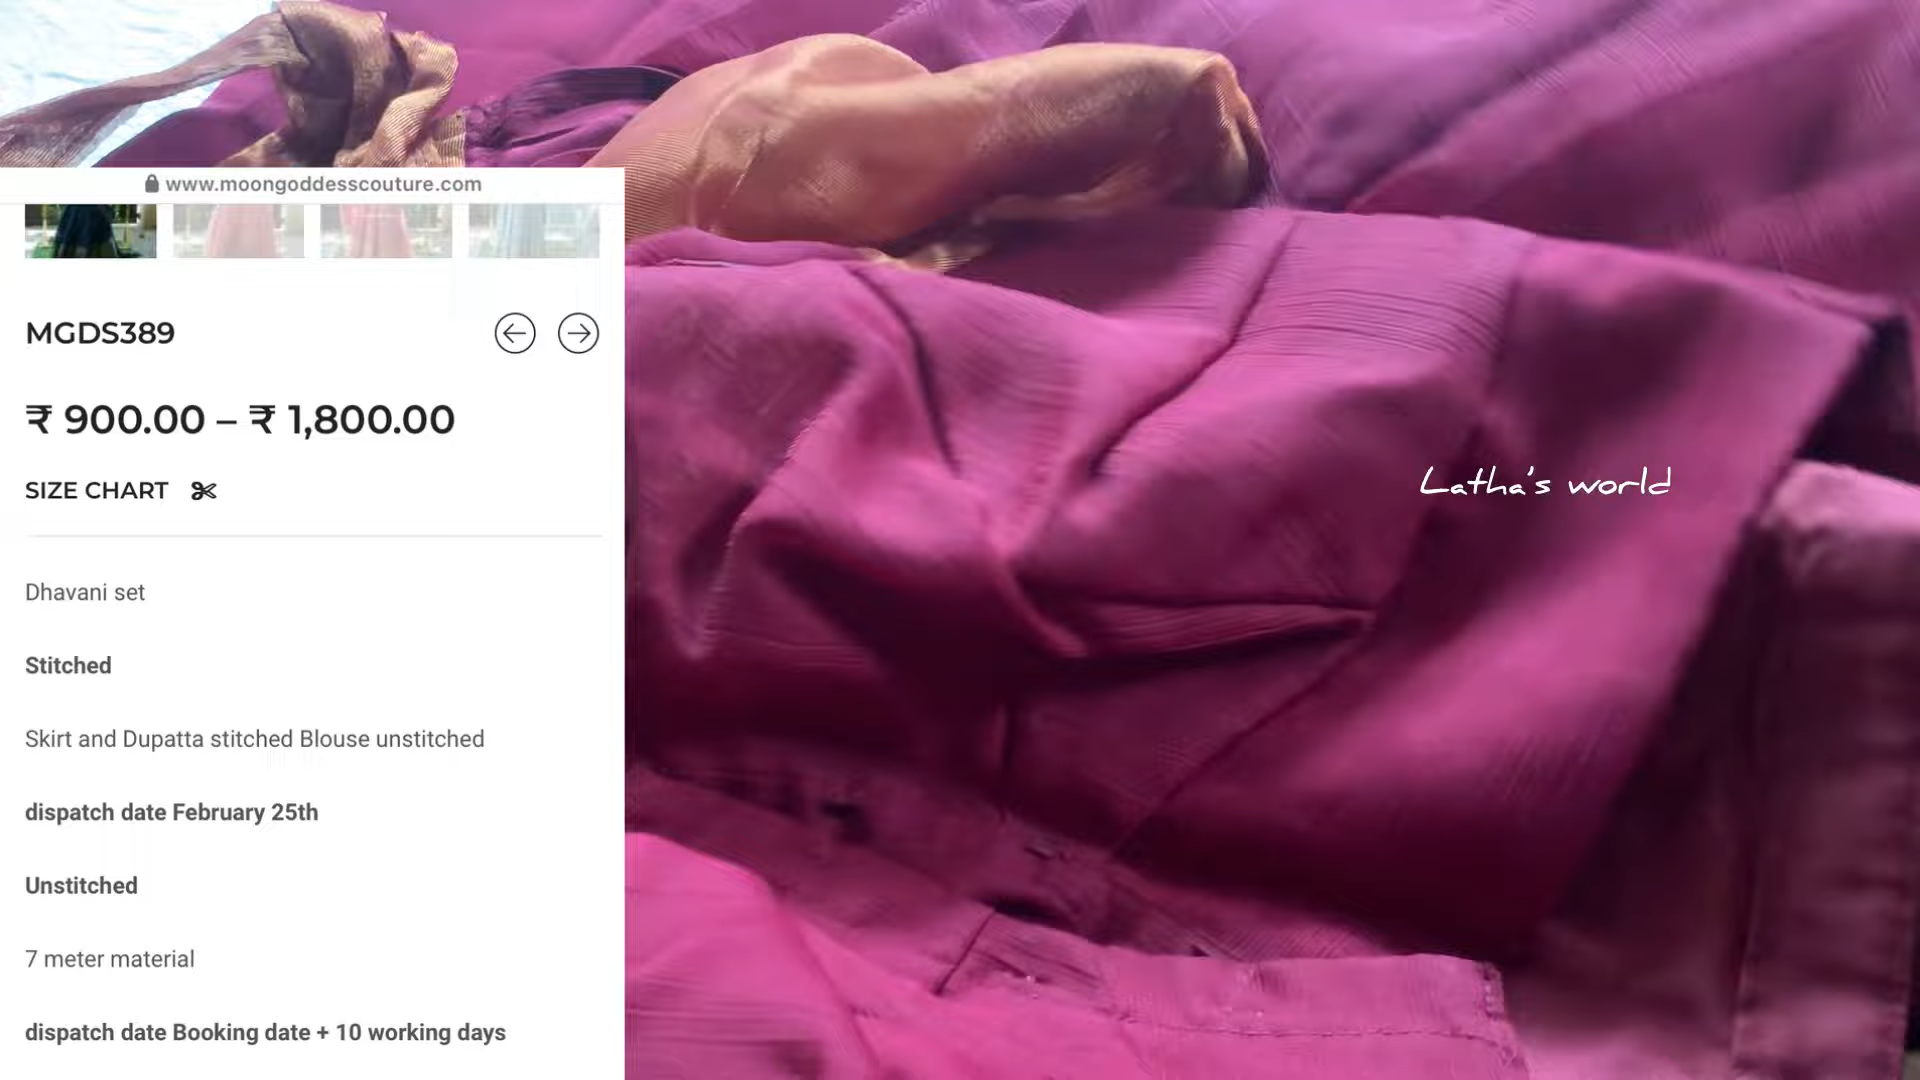 www.moongoddesscouture.com
MGDS389
₹ 900.00 – ₹ 1,800.00
SIZE CHART
Dhavani set
Stitched
Skirt and Dupatta stitched Blouse unstitched
dispatch date February 25th
Unstitched
7 meter material
dispatch date Booking date + 10 working days
Latha's world